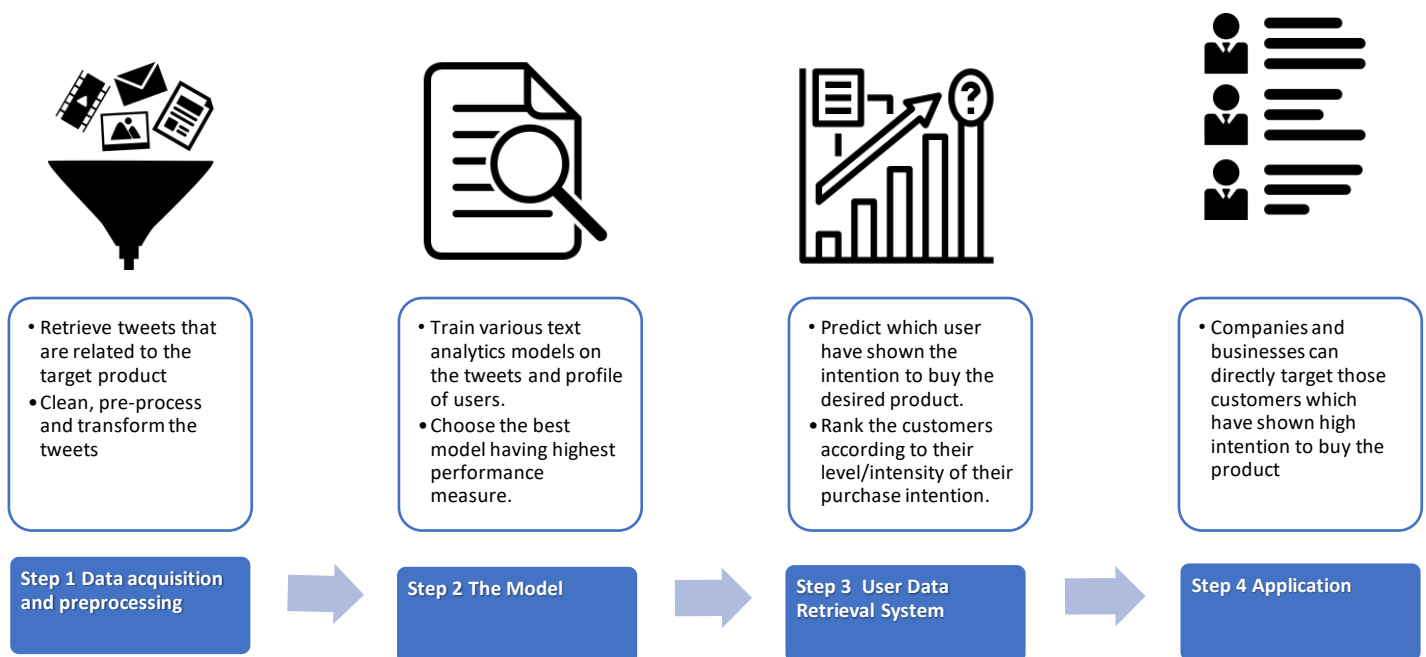 • Retrieve tweets that
are related to the
target product
• Clean, pre-process
and transform the
tweets
Step 1 Data acquisition
and preprocessing
• Train various text
analytics models on
the tweets and profile
of users.
• Choose the best
model having highest
performance
measure.
Step 2 The Model
?
• Predict which user
have shown the
intention to buy the
desired product.
• Rank the customers
according to their
level/intensity of their
purchase intention.
Step 3 User Data
Retrieval System
• Companies and
businesses can
directly target those
customers which
have shown high
intention to buy the
product
Step 4 Application